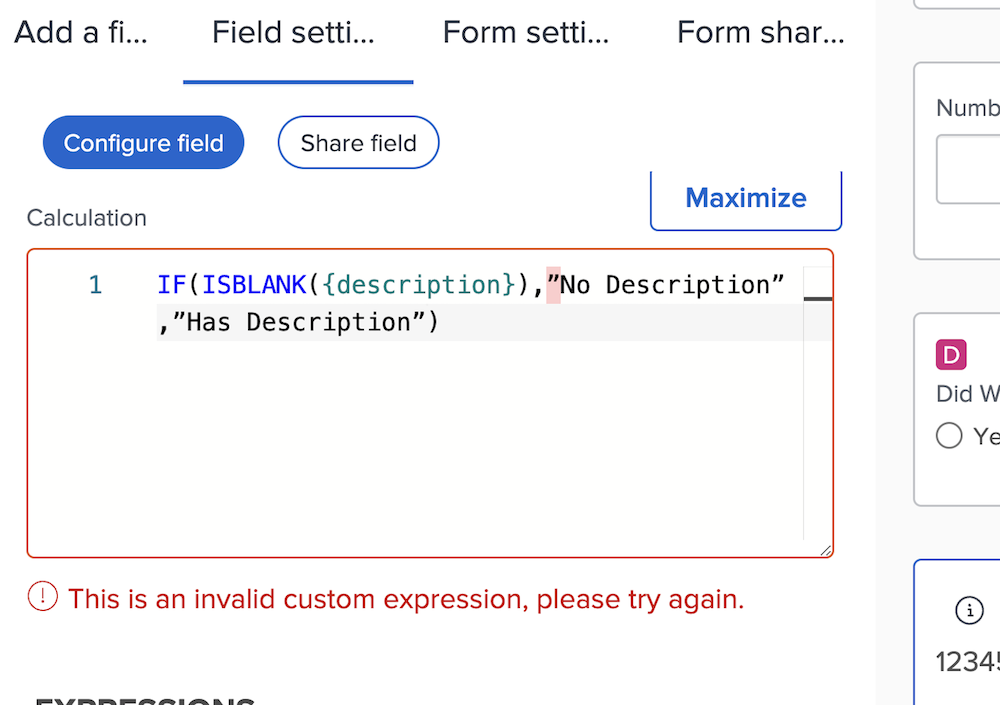 Add a fi...
Field setti...
Form setti...
Form shar...
Configure field
Share field
Maximize
Calculation
1 IF(ISBLANK({description}),”No Description”
,”Has Description”)
This is an invalid custom expression, please try again.
EXPRESSIONS
Numb
D
Did W
Ye
12345